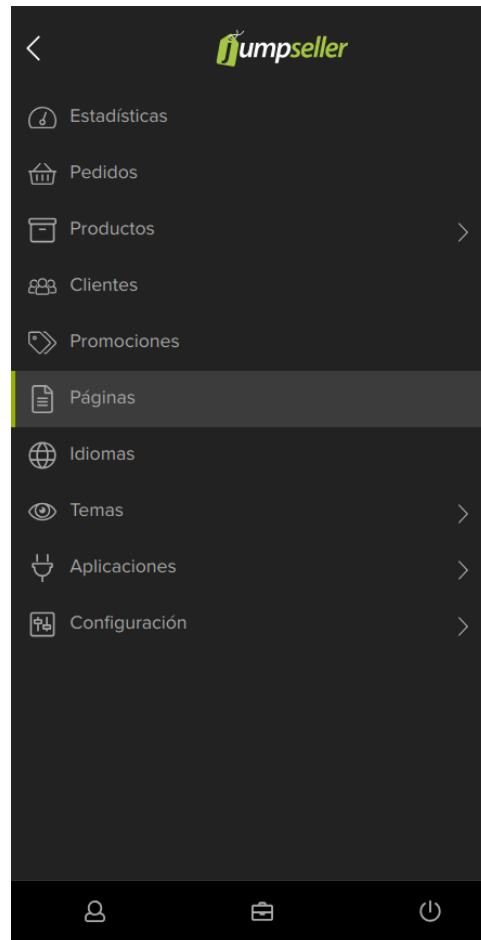 jumpseller
Estadísticas
Pedidos
Productos
Clientes
Promociones
Páginas
Idiomas
Temas
Aplicaciones
Configuración